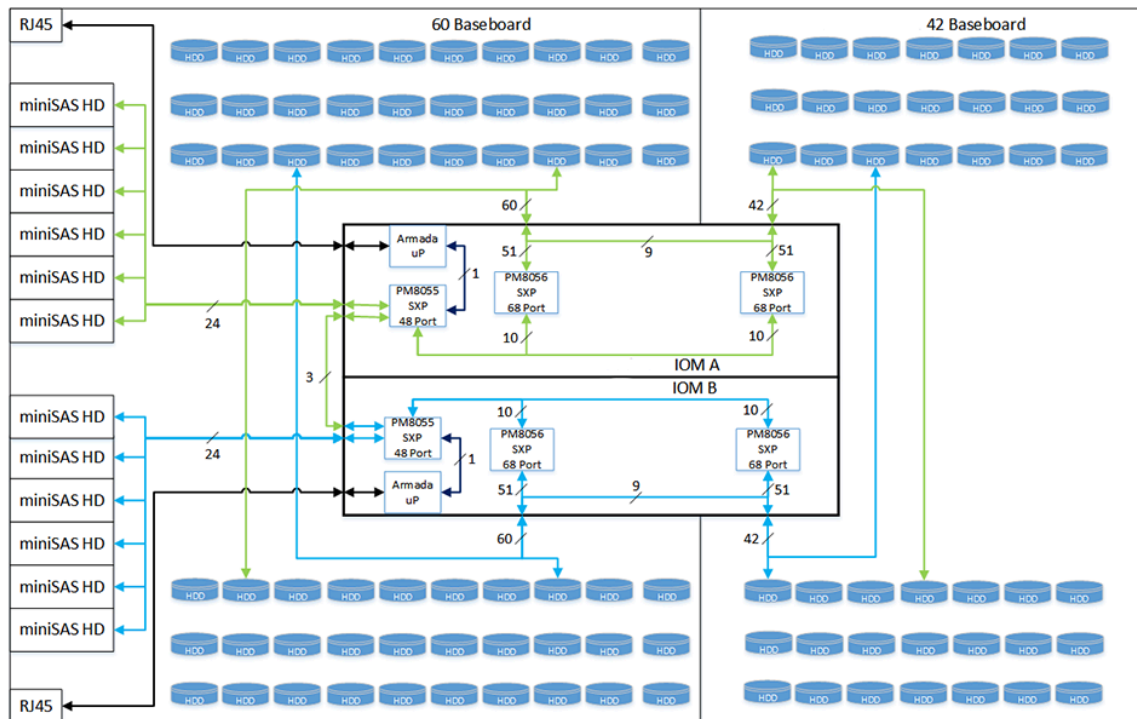 RJ45
60 Baseboard
42 Baseboard
HDD HDD HDD HDD HDD HDD HDD HDD HDD HDD
HDD HDD HDD HDD HDD HDD HDD
miniSAS HD
HDD HDD HDD HDD HDD HDD HDD HDD HDD HDD
HDD HDD HDD HDD HDD HDD HDD
miniSAS HD
HDD HDD HDD HDD HDD HDD HDD HDD HDD HDD
HDD HDD HDD HDD HDD HDD HDD
miniSAS HD
miniSAS HD
miniSAS HD
miniSAS HD
24
60
42
Armada
uP
1
51
9
51
PM8055
SXP
48 Port
PM8056
SXP
68 Port
PM8056
SXP
68 Port
10
10
IOM A
3
IOM B
miniSAS HD
miniSAS HD
miniSAS HD
miniSAS HD
miniSAS HD
miniSAS HD
24
10
10
PM8055
SXP
48 Port
PM8056
SXP
68 Port
PM8056
SXP
68 Port
1
Armada
uP
51
9
51
60
42
HDD HDD HDD HDD HDD HDD HDD HDD HDD HDD
HDD HDD HDD HDD HDD HDD HDD
HDD HDD HDD HDD HDD HDD HDD HDD HDD HDD
HDD HDD HDD HDD HDD HDD HDD
HDD HDD HDD HDD HDD HDD HDD HDD HDD HDD
HDD HDD HDD HDD HDD HDD HDD
RJ45